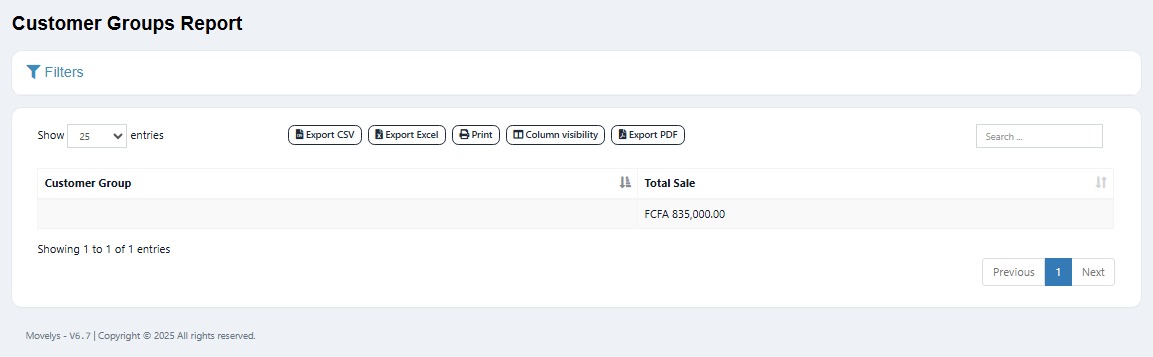 Customer Groups Report
Filters
Show 25 entries
Export CSV Export Excel Print Column visibility Export PDF
Search ...
Customer Group Total Sale
FCFA 835,000.00
Showing 1 to 1 of 1 entries
Previous 1 Next
Movelys - V6.7 | Copyright © 2025 All rights reserved.